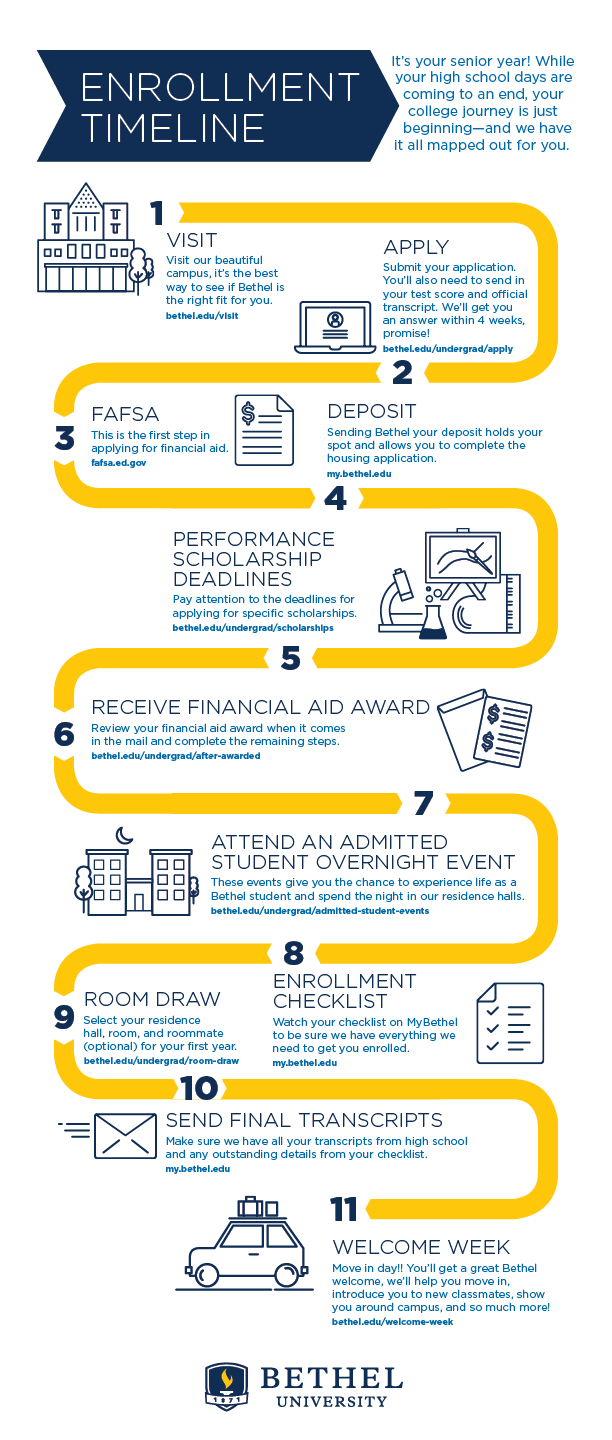 ENROLLMENT
TIMELINE
It's your senior year! While
your high school days are
coming to an end, your
college journey is just
beginning—and we have
it all mapped out for you.
1
VISIT
Visit our beautiful
campus, it's the best
way to see if Bethel is
the right fit for you.
bethel.edu/visit
APPLY
Submit your application.
You'll also need to send in
your test score and official
transcript. We'll get you
an answer within 4 weeks,
promise!
bethel.edu/undergrad/apply
2
3
FAFSA
This is the first step in
applying for financial aid.
fafsa.ed.gov
$
DEPOSIT
Sending Bethel your deposit holds your
spot and allows you to complete the
housing application.
my.bethel.edu
4
PERFORMANCE
SCHOLARSHIP
DEADLINES
Pay attention to the deadlines for
applying for specific scholarships.
bethel.edu/undergrad/scholarships
5
6
RECEIVE FINANCIAL AID AWARD
Review your financial aid award when it comes
in the mail and complete the remaining steps.
bethel.edu/undergrad/after-awarded
$
$
7
ATTEND AN ADMITTED
STUDENT OVERNIGHT EVENT
These events give you the chance to experience life as a
Bethel student and spend the night in our residence halls.
bethel.edu/undergrad/admitted-student-events
8
ENROLLMENT
CHECKLIST
Watch your checklist on MyBethel
to be sure we have everything we
need to get you enrolled.
my.bethel.edu
9
ROOM DRAW
Select your residence
hall, room, and roommate
(optional) for your first year.
bethel.edu/undergrad/room-draw
10
SEND FINAL TRANSCRIPTS
Make sure we have all your transcripts from high school
and any outstanding details from your checklist.
my.bethel.edu
11
WELCOME WEEK
Move in day!! You'll get a great Bethel
welcome, we'll help you move in,
introduce you to new classmates, show
you around campus, and so much more!
bethel.edu/welcome-week
1871
BETHEL
UNIVERSITY